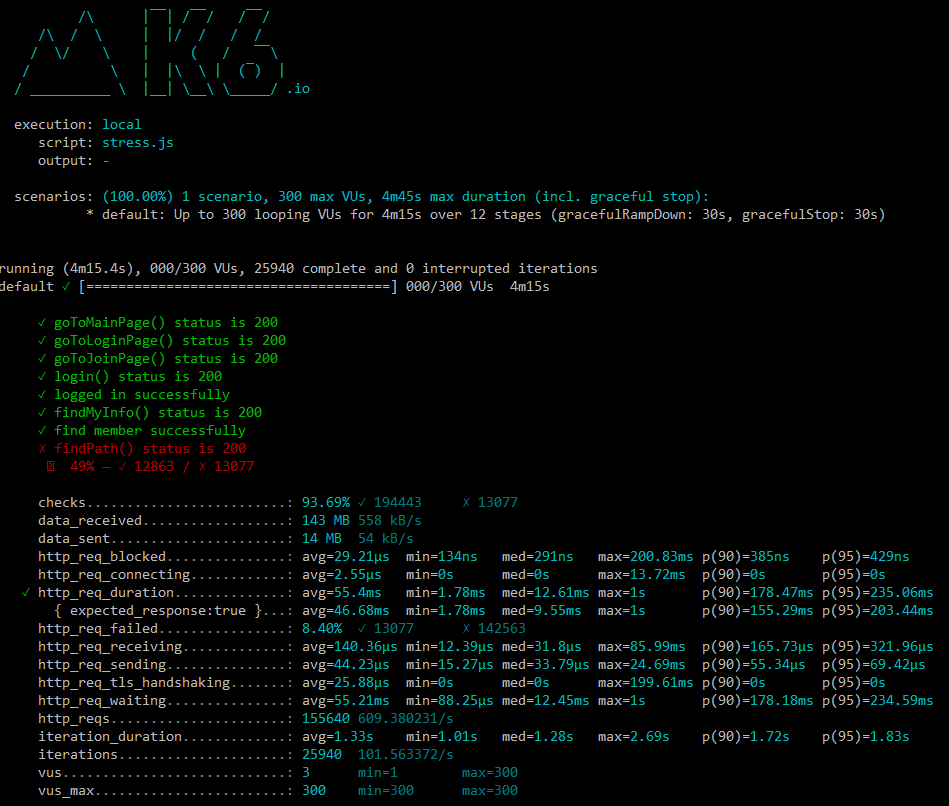 .io
execution: local
script: stress.js
output: -
scenarios: (100.00%) 1 scenario, 300 max VUs, 4m45s max duration (incl. graceful stop):
* default: Up to 300 looping VUs for 4m15s over 12 stages (gracefulRampDown: 30s, gracefulStop: 30s)
running (4m15.4s), 000/300 VUs, 25940 complete and 0 interrupted iterations
default ✓ [======================================] 000/300 VUs  4m15s
✓ goToMainPage() status is 200
✓ goToLoginPage() status is 200
✓ goToJoinPage() status is 200
✓ login() status is 200
✓ logged in successfully
✓ findMyInfo() status is 200
✓ find member successfully
✗ findPath() status is 200
49% — ✓ 12863 / ✗ 13077
checks.........................: 93.69% ✓ 194443     ✗ 13077
data_received..................: 143 MB 558 kB/s
data_sent......................: 14 MB  54 kB/s
http_req_blocked...............: avg=29.21µs  min=134ns   med=291ns   max=200.83ms p(90)=385ns    p(95)=429ns
http_req_connecting............: avg=2.55µs   min=0s      med=0s      max=13.72ms  p(90)=0s       p(95)=0s
✓ http_req_duration..............: avg=55.4ms   min=1.78ms  med=12.61ms max=1s       p(90)=178.47ms p(95)=235.06ms
{ expected_response:true }...: avg=46.68ms  min=1.78ms  med=9.55ms  max=1s       p(90)=155.29ms p(95)=203.44ms
http_req_failed................: 8.40%  ✓ 13077      ✗ 142563
http_req_receiving.............: avg=140.36µs min=12.39µs med=31.8µs  max=85.99ms  p(90)=165.73µs p(95)=321.96µs
http_req_sending...............: avg=44.23µs  min=15.27µs med=33.79µs max=24.69ms  p(90)=55.34µs  p(95)=69.42µs
http_req_tls_handshaking.......: avg=25.88µs  min=0s      med=0s      max=199.61ms p(90)=0s       p(95)=0s
http_req_waiting...............: avg=55.21ms  min=88.25µs med=12.45ms max=1s       p(90)=178.18ms p(95)=234.59ms
http_reqs......................: 155640 609.380231/s
iteration_duration.............: avg=1.33s    min=1.01s   med=1.28s   max=2.69s    p(90)=1.72s    p(95)=1.83s
iterations.....................: 25940  101.563372/s
vus............................: 3      min=1        max=300
vus_max........................: 300    min=300      max=300